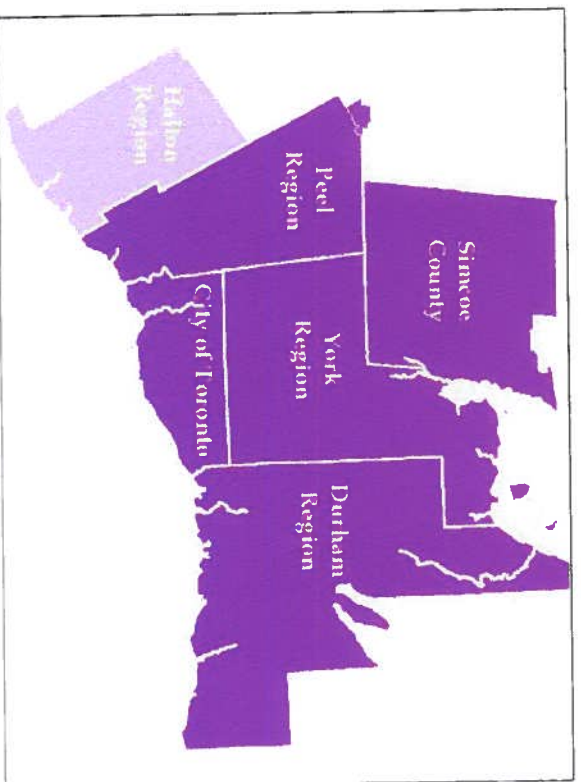 Simcoe
County
Peel
Region
York
Region
Durham
Region
Halton
Region
City of Toronto